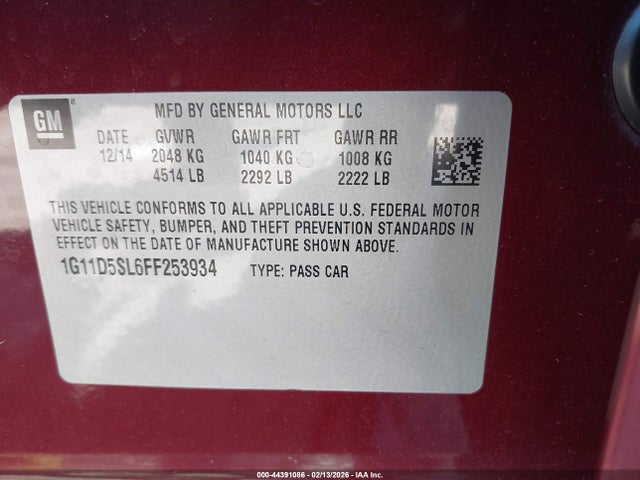 GM
MFD BY GENERAL MOTORS LLC
DATE GVWR GAWR FRT GAWR RR
12/14 2048 KG 1040 KG 1008 KG
4514 LB 2292 LB 2222 LB
THIS VEHICLE CONFORMS TO ALL APPLICABLE U.S. FEDERAL MOTOR
VEHICLE SAFETY, BUMPER, AND THEFT PREVENTION STANDARDS IN
EFFECT ON THE DATE OF MANUFACTURE SHOWN ABOVE.
1G11D5SL6FF253934 TYPE: PASS CAR
000-44391086 - 02/13/2026 - IAA Inc.